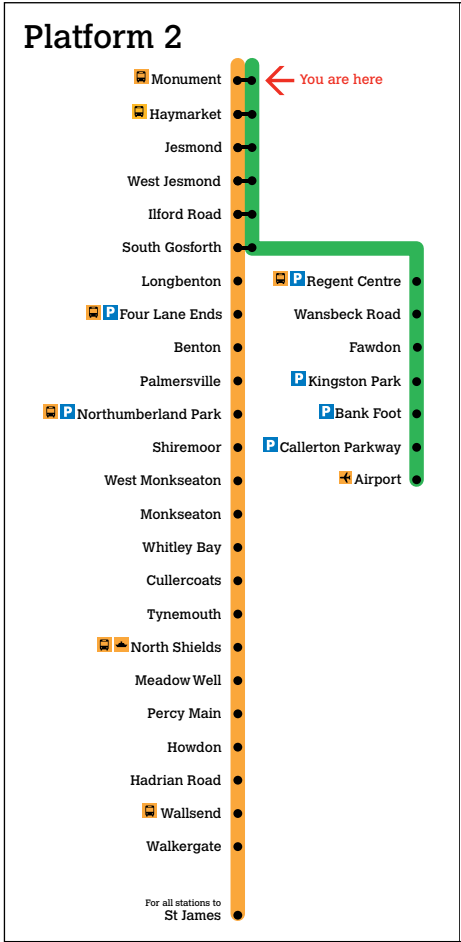 Platform 2
Monument
You are here
Haymarket
Jesmond
West Jesmond
Ilford Road
South Gosforth
Longbenton
Four Lane Ends
P
Benton
Palmersville
Northumberland Park
P
Shiremoor
West Monkseaton
Monkseaton
Whitley Bay
Cullercoats
Tynemouth
North Shields
Meadow Well
Percy Main
Howdon
Hadrian Road
Wallsend
Walkergate
For all stations to
St James
P Regent Centre
Wansbeck Road
Fawdon
P Kingston Park
P Bank Foot
P Callerton Parkway
Airport